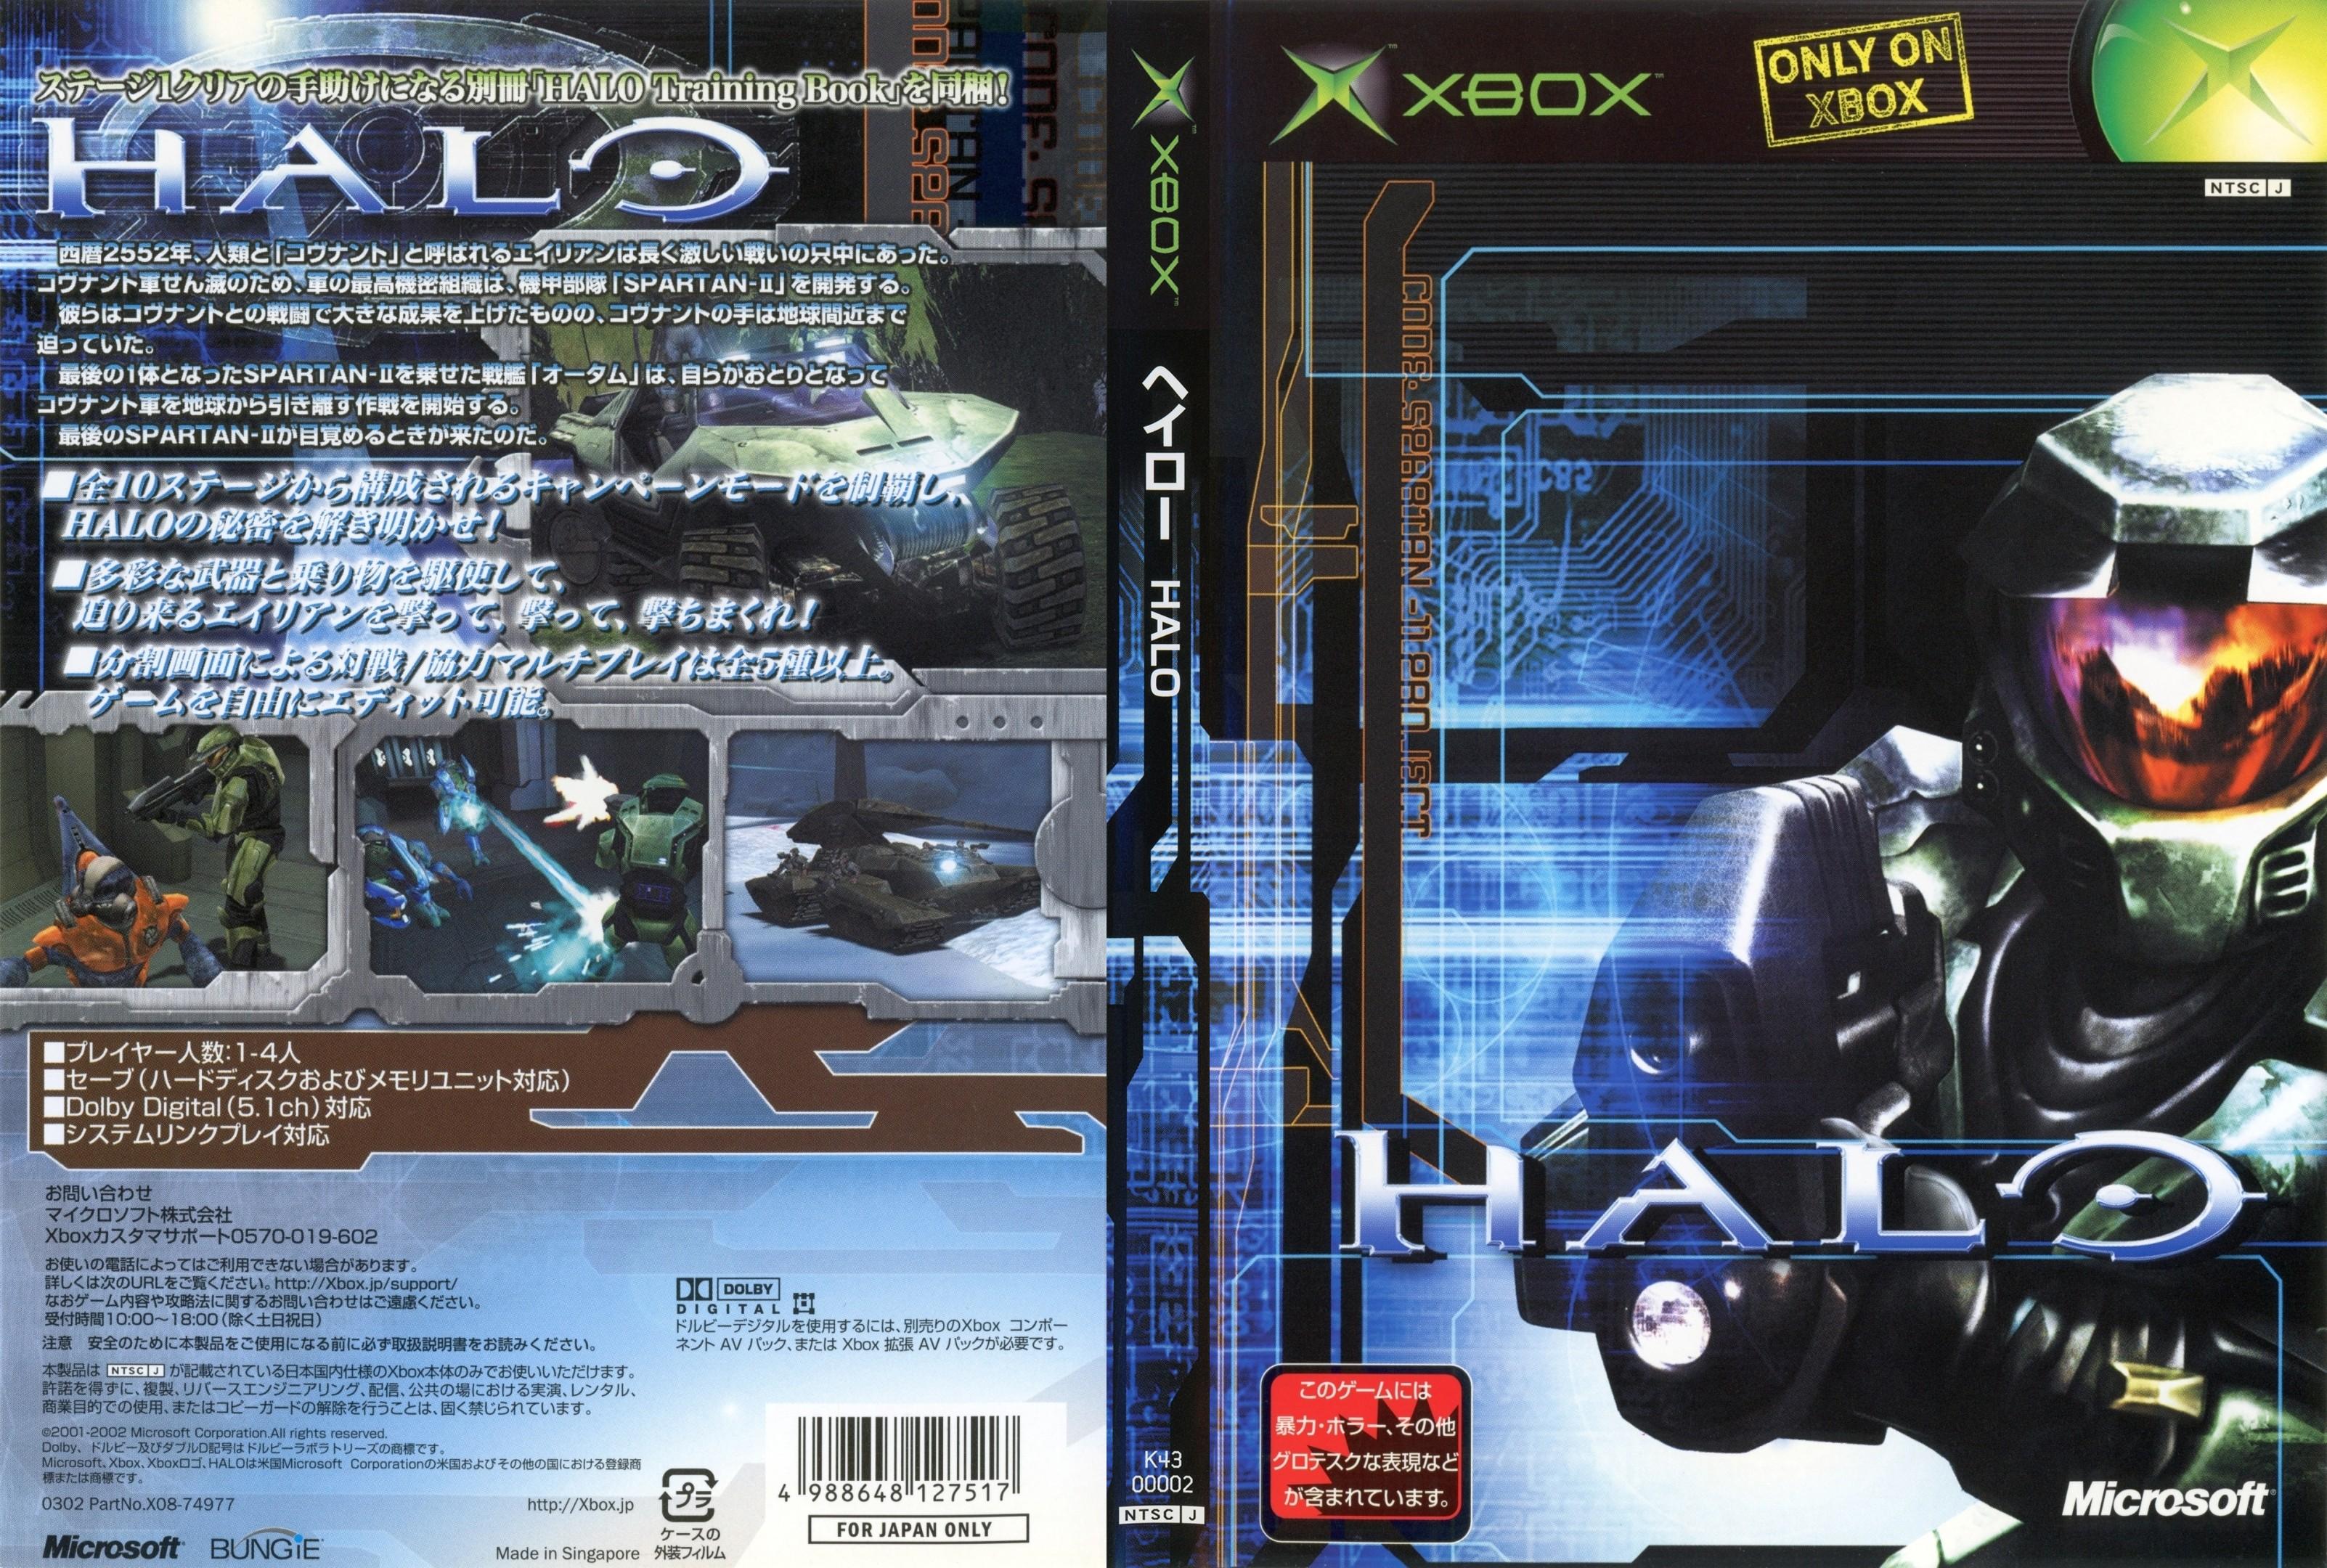 ステージ1クリアの手助けになる別冊「HALO Training Book」を同梱!
HALO
西暦2552年、人類と「コヴナント」と呼ばれるエイリアンは長く激しい戦いの只中にあった。
コヴナント軍せん滅のため、軍の最高機密組織は、機甲部隊「SPARTAN-II」を開発する。
彼らはコヴナントとの戦闘で大きな成果を上げたものの、コヴナントの手は地球間近まで
迫っていた。
最後の1体となったSPARTAN-IIを乗せた戦艦「オータム」は、自らがおとりとなって
コヴナント軍を地球から引き離す作戦を開始する。
最後のSPARTAN-IIが目覚めるときが来たのだ。
■全10ステージから構成されるキャンペーンモードを制覇し、
HALOの秘密を解き明かせ!
■多彩な武器と乗り物を駆使して、
迫り来るエイリアンを撃って、撃って、撃ちまくれ!
■分割画面による対戦/協力マルチプレイは全5種以上。
ゲームを自由にエディット可能。
■プレイヤー人数:1-4人
■セーブ(ハードディスクおよびメモリユニット対応)
■Dolby Digital(5.1ch)対応
■システムリンクプレイ対応
お問い合わせ
マイクロソフト株式会社
Xboxカスタマサポート0570-019-602
お使いの電話によってはご利用できない場合があります。
詳しくは次のURLをご覧ください。http://Xbox.jp/support/
なおゲーム内容や攻略法に関するお問い合わせはご遠慮ください。
受付時間10:00〜18:00(除く土日祝日)
注意 安全のために本製品をご使用になる前に必ず取扱説明書をお読みください。
本製品は NTSC J が記載されている日本国内仕様のXbox本体のみでお使いいただけます。
許諾を得ずに、複製、リバースエンジニアリング、配信、公共の場における実演、レンタル、
商業目的での使用、またはコピーガードの解除を行うことは、固く禁じられています。
©2001-2002 Microsoft Corporation.All rights reserved.
Dolby、ドルビー及びダブルD記号はドルビーラボラトリーズの商標です。
Microsoft、Xbox、Xboxロゴ、HALOは米国Microsoft Corporationの米国およびその他の国における登録商
標または商標です。
0302 PartNo.X08-74977
http://Xbox.jp
Microsoft
BUNGiE
Made in Singapore
DOLBY
DIGITAL
ドルビーデジタルを使用するには、別売りのXbox コンポー
ネント AV パック、または Xbox 拡張 AV パックが必要です。
プラ
ケースの
外装フィルム
4 988648 127517
FOR JAPAN ONLY
XBOX™
ヘイロー HALO
K43
00002
NTSC J
XBOX™
ONLY ON
XBOX
NTSC J
HALO
このゲームには
暴力・ホラー、その他
グロテスクな表現など
が含まれています。
Microsoft